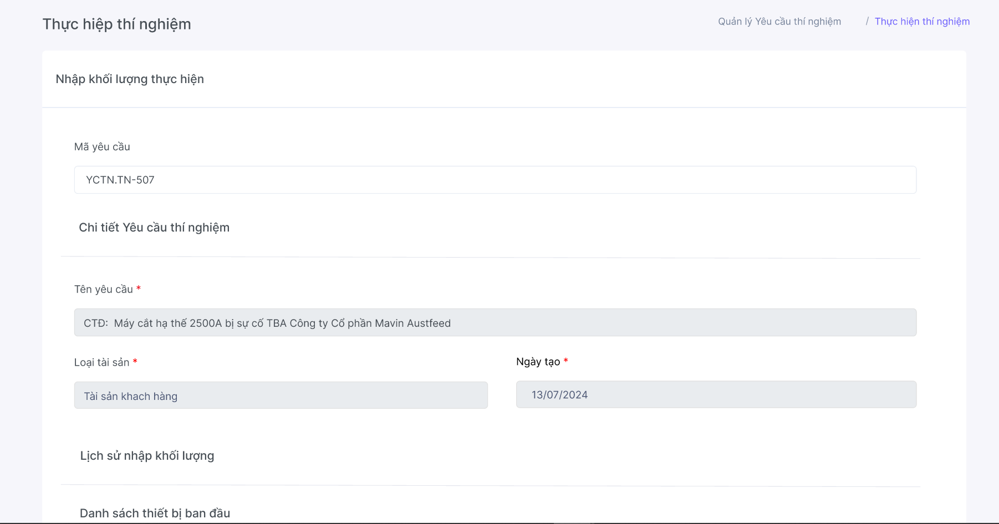 Thực hiệp thí nghiệm
Quản lý Yêu cầu thí nghiệm / Thực hiện thí nghiệm
Nhập khối lượng thực hiện
Mã yêu cầu
YCTN.TN-507
Chi tiết Yêu cầu thí nghiệm
Tên yêu cầu *
CTĐ: Máy cắt hạ thế 2500A bị sự cố TBA Công ty Cổ phần Mavin Austfeed
Loại tài sản *
Tài sản khach hàng
Ngày tạo *
13/07/2024
Lịch sử nhập khối lượng
Danh sách thiết bị ban đầu